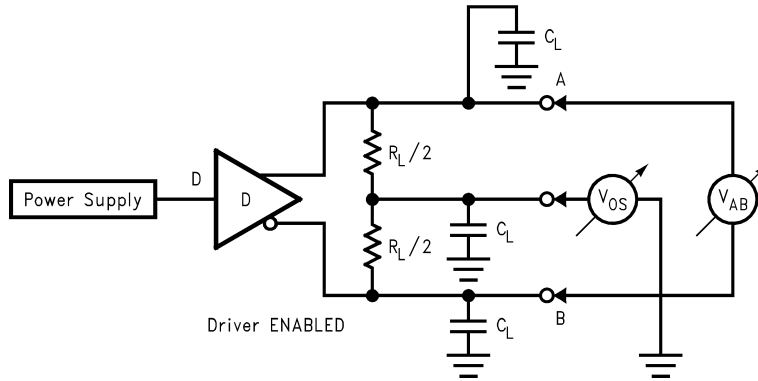 C_L
A
D
R_L/2
Power Supply
D
V_OS
V_AB
C_L
R_L/2
Driver ENABLED
C_L
B